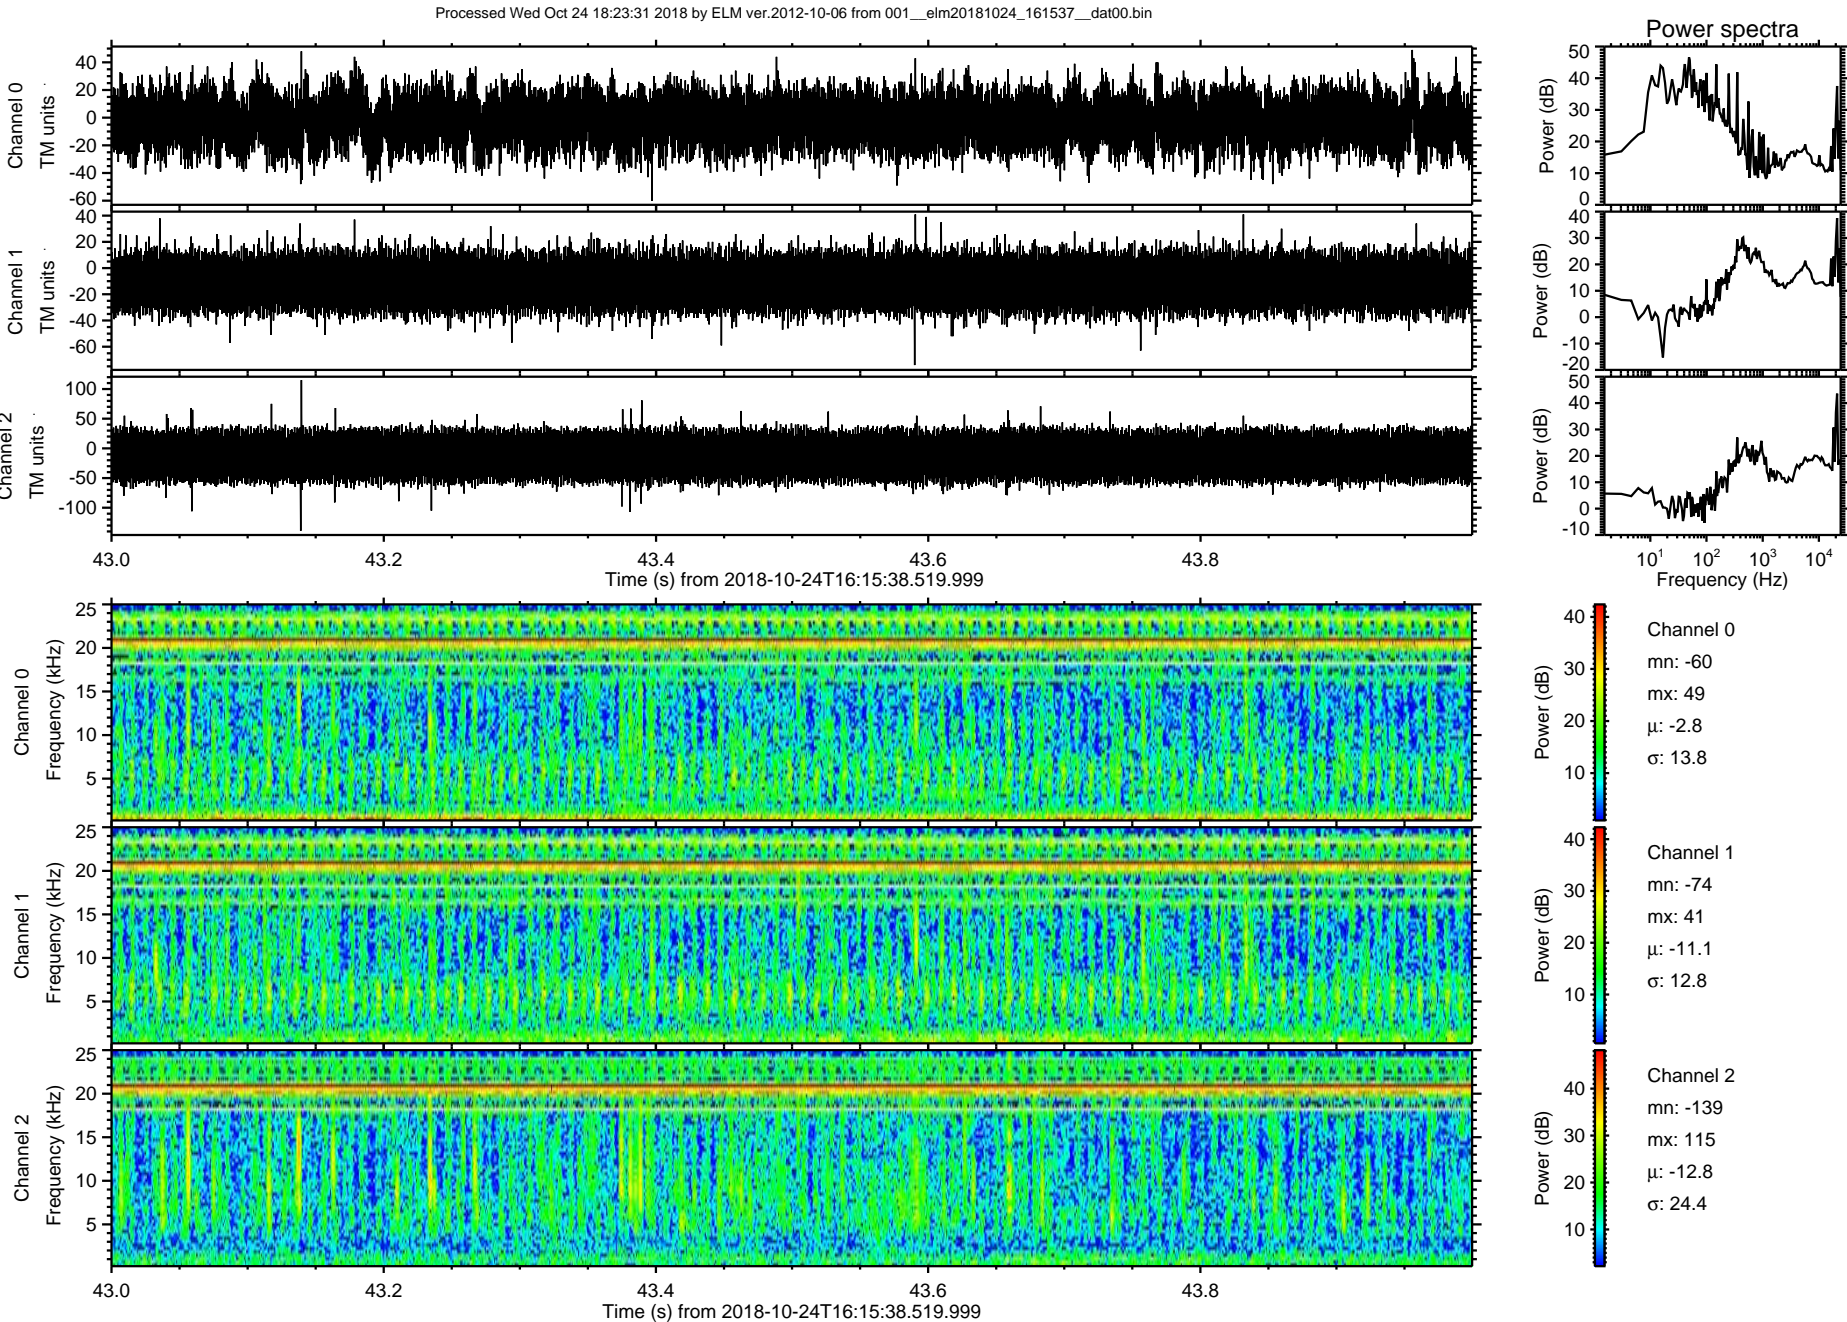 Processed Wed Oct 24 18:23:31 2018 by ELM ver.2012-10-06 from 001__elm20181024_161537__dat00.bin
Power spectra
Channel 0
TM units
40
20
0
-20
-40
-60
Power (dB)
50
40
30
20
10
0
Channel 1
TM units
40
20
0
-20
-40
-60
Power (dB)
40
30
20
10
0
-10
-20
Channel 2
TM units
100
50
0
-50
-100
Power (dB)
50
40
30
20
10
0
-10
43.0 43.2 43.4 43.6 43.8
Time (s) from 2018-10-24T16:15:38.519.999
10¹ 10² 10³ 10⁴
Frequency (Hz)
Channel 0
Frequency (kHz)
25
20
15
10
5
Power (dB)
40
30
20
10
Channel 0
mn: -60
mx: 49
μ: -2.8
σ: 13.8
Channel 1
Frequency (kHz)
25
20
15
10
5
Power (dB)
40
30
20
10
Channel 1
mn: -74
mx: 41
μ: -11.1
σ: 12.8
Channel 2
Frequency (kHz)
25
20
15
10
5
Power (dB)
40
30
20
10
Channel 2
mn: -139
mx: 115
μ: -12.8
σ: 24.4
43.0 43.2 43.4 43.6 43.8
Time (s) from 2018-10-24T16:15:38.519.999